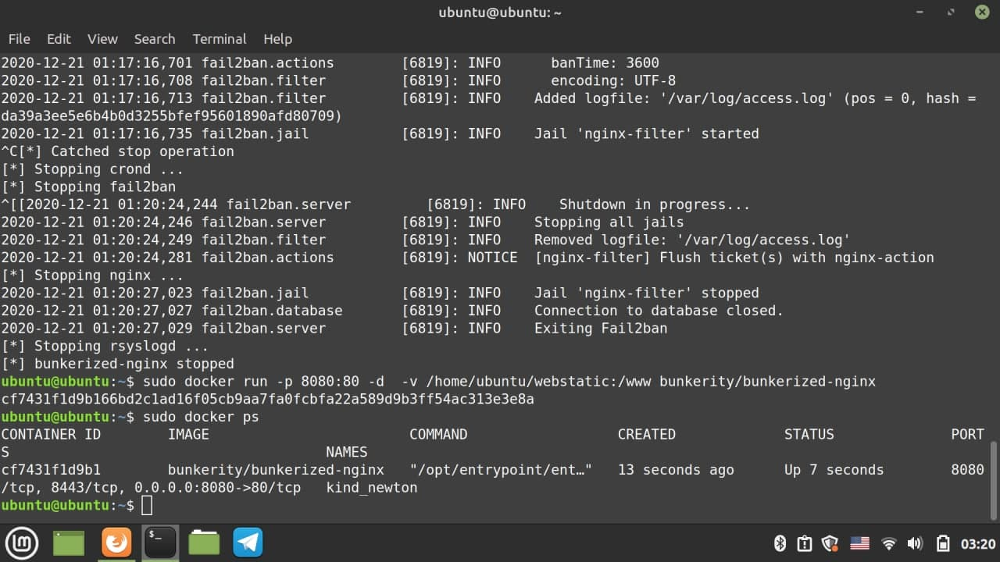 ubuntu@ubuntu: ~
File Edit View Search Terminal Help
2020-12-21 01:17:16,701 fail2ban.actions [6819]: INFO banTime: 3600
2020-12-21 01:17:16,708 fail2ban.filter [6819]: INFO encoding: UTF-8
2020-12-21 01:17:16,713 fail2ban.filter [6819]: INFO Added logfile: '/var/log/access.log' (pos = 0, hash =
da39a3ee5e6b4b0d3255bfef95601890afd80709)
2020-12-21 01:17:16,735 fail2ban.jail [6819]: INFO Jail 'nginx-filter' started
^C[*] Catched stop operation
[*] Stopping crond ...
[*] Stopping fail2ban
^[[2020-12-21 01:20:24,244 fail2ban.server [6819]: INFO Shutdown in progress...
2020-12-21 01:20:24,246 fail2ban.server [6819]: INFO Stopping all jails
2020-12-21 01:20:24,249 fail2ban.filter [6819]: INFO Removed logfile: '/var/log/access.log'
2020-12-21 01:20:24,281 fail2ban.actions [6819]: NOTICE [nginx-filter] Flush ticket(s) with nginx-action
[*] Stopping nginx ...
2020-12-21 01:20:27,023 fail2ban.jail [6819]: INFO Jail 'nginx-filter' stopped
2020-12-21 01:20:27,027 fail2ban.database [6819]: INFO Connection to database closed.
2020-12-21 01:20:27,029 fail2ban.server [6819]: INFO Exiting Fail2ban
[*] Stopping rsyslogd ...
[*] bunkerized-nginx stopped
ubuntu@ubuntu:~$ sudo docker run -p 8080:80 -d  -v /home/ubuntu/webstatic:/www bunkerity/bunkerized-nginx
cf7431f1d9b166bd2c1ad16f05cb9aa7fa0fcbfa22a589d9b3ff54ac313e3e8a
ubuntu@ubuntu:~$ sudo docker ps
CONTAINER ID IMAGE COMMAND CREATED STATUS PORT
S NAMES
cf7431f1d9b1 bunkerity/bunkerized-nginx "/opt/entrypoint/ent…" 13 seconds ago Up 7 seconds 8080
/tcp, 8443/tcp, 0.0.0.0:8080->80/tcp kind_newton
ubuntu@ubuntu:~$
03:20